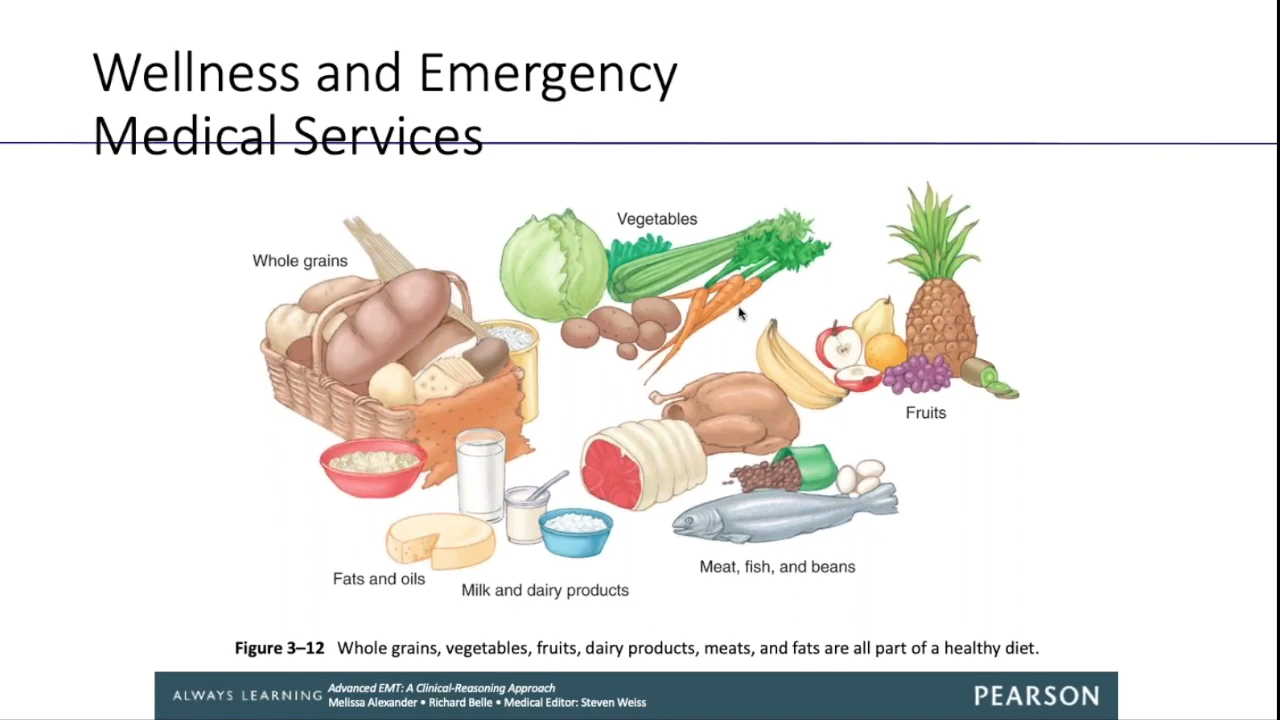 Wellness and Emergency
Medical Services
Vegetables
Whole grains
Fruits
Meat, fish, and beans
Fats and oils
Milk and dairy products
Figure 3–12 Whole grains, vegetables, fruits, dairy products, meats, and fats are all part of a healthy diet.
ALWAYS LEARNING
Advanced EMT: A Clinical-Reasoning Approach
Melissa Alexander • Richard Belle • Medical Editor: Steven Weiss
PEARSON